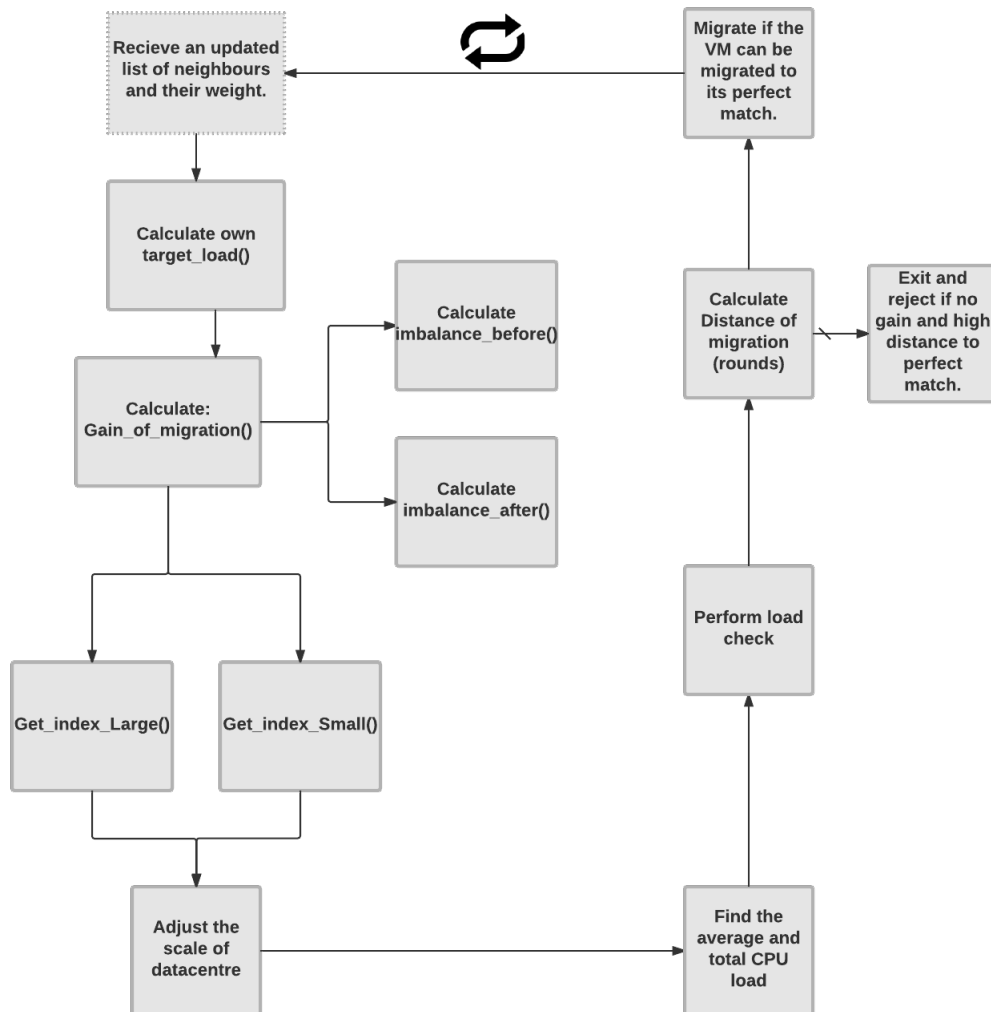 Recieve an updated
list of neighbours
and their weight.
Calculate own
target_load()
Calculate:
Gain_of_migration()
Calculate
imbalance_before()
Calculate
imbalance_after()
Get_index_Large()
Get_index_Small()
Adjust the
scale of
datacentre
Find the
average and
total CPU
load
Perform load
check
Calculate
Distance of
migration
(rounds)
Exit and
reject if no
gain and high
distance to
perfect
match.
Migrate if the
VM can be
migrated to
its perfect
match.